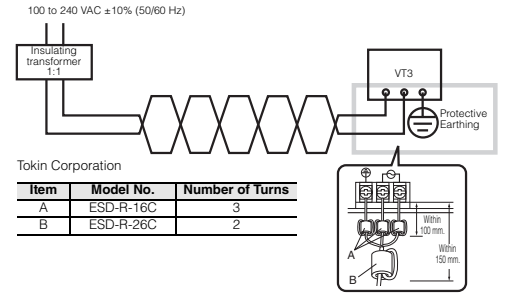 100 to 240 VAC ±10% (50/60 Hz)
Insulating
transformer
1:1
VT3
Protective
Earthing
Tokin Corporation
Item Model No. Number of Turns
A ESD-R-16C 3
B ESD-R-26C 2
Within
100 mm.
Within
150 mm.
A
B